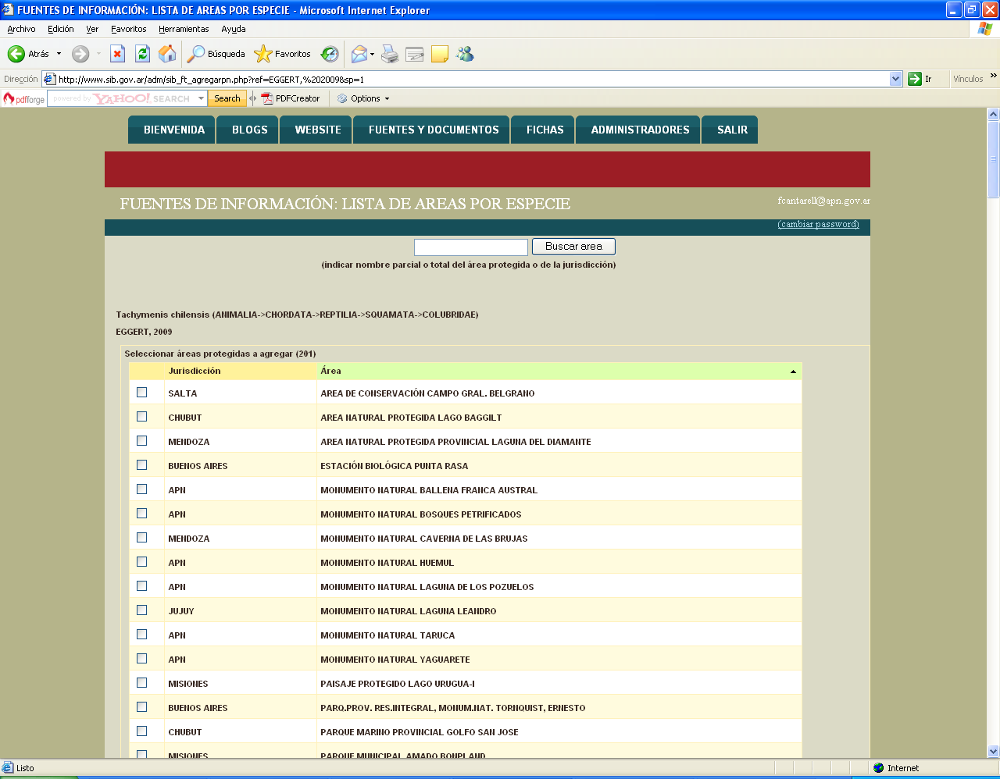 FUENTES DE INFORMACIÓN: LISTA DE AREAS POR ESPECIE - Microsoft Internet Explorer
Archivo Edición Ver Favoritos Herramientas Ayuda
Atrás Búsqueda Favoritos
Dirección http://www.sib.gov.ar/adm/sib_ft_agregarpn.php?ref=EGGERT,%202009&sp=1 Ir Vínculos »
pdfforge powered by YAHOO! SEARCH Search PDFCreator Options
BIENVENIDA BLOGS WEBSITE FUENTES Y DOCUMENTOS FICHAS ADMINISTRADORES SALIR
FUENTES DE INFORMACIÓN: LISTA DE AREAS POR ESPECIE fcantarell@apn.gov.ar
(cambiar password)
Buscar area
(indicar nombre parcial o total del área protegida o de la jurisdicción)
Tachymenis chilensis (ANIMALIA->CHORDATA->REPTILIA->SQUAMATA->COLUBRIDAE)
EGGERT, 2009
Seleccionar áreas protegidas a agregar (201)
Jurisdicción Área
SALTA AREA DE CONSERVACIÓN CAMPO GRAL. BELGRANO
CHUBUT AREA NATURAL PROTEGIDA LAGO BAGGILT
MENDOZA AREA NATURAL PROTEGIDA PROVINCIAL LAGUNA DEL DIAMANTE
BUENOS AIRES ESTACIÓN BIOLÓGICA PUNTA RASA
APN MONUMENTO NATURAL BALLENA FRANCA AUSTRAL
APN MONUMENTO NATURAL BOSQUES PETRIFICADOS
MENDOZA MONUMENTO NATURAL CAVERNA DE LAS BRUJAS
APN MONUMENTO NATURAL HUEMUL
APN MONUMENTO NATURAL LAGUNA DE LOS POZUELOS
JUJUY MONUMENTO NATURAL LAGUNA LEANDRO
APN MONUMENTO NATURAL TARUCA
APN MONUMENTO NATURAL YAGUARETE
MISIONES PAISAJE PROTEGIDO LAGO URUGUA-I
BUENOS AIRES PARQ.PROV. RES.INTEGRAL, MONUM.NAT. TORNQUIST, ERNESTO
CHUBUT PARQUE MARINO PROVINCIAL GOLFO SAN JOSE
MISIONES PARQUE MUNICIPAL AMADO BONPLAND
Listo Internet